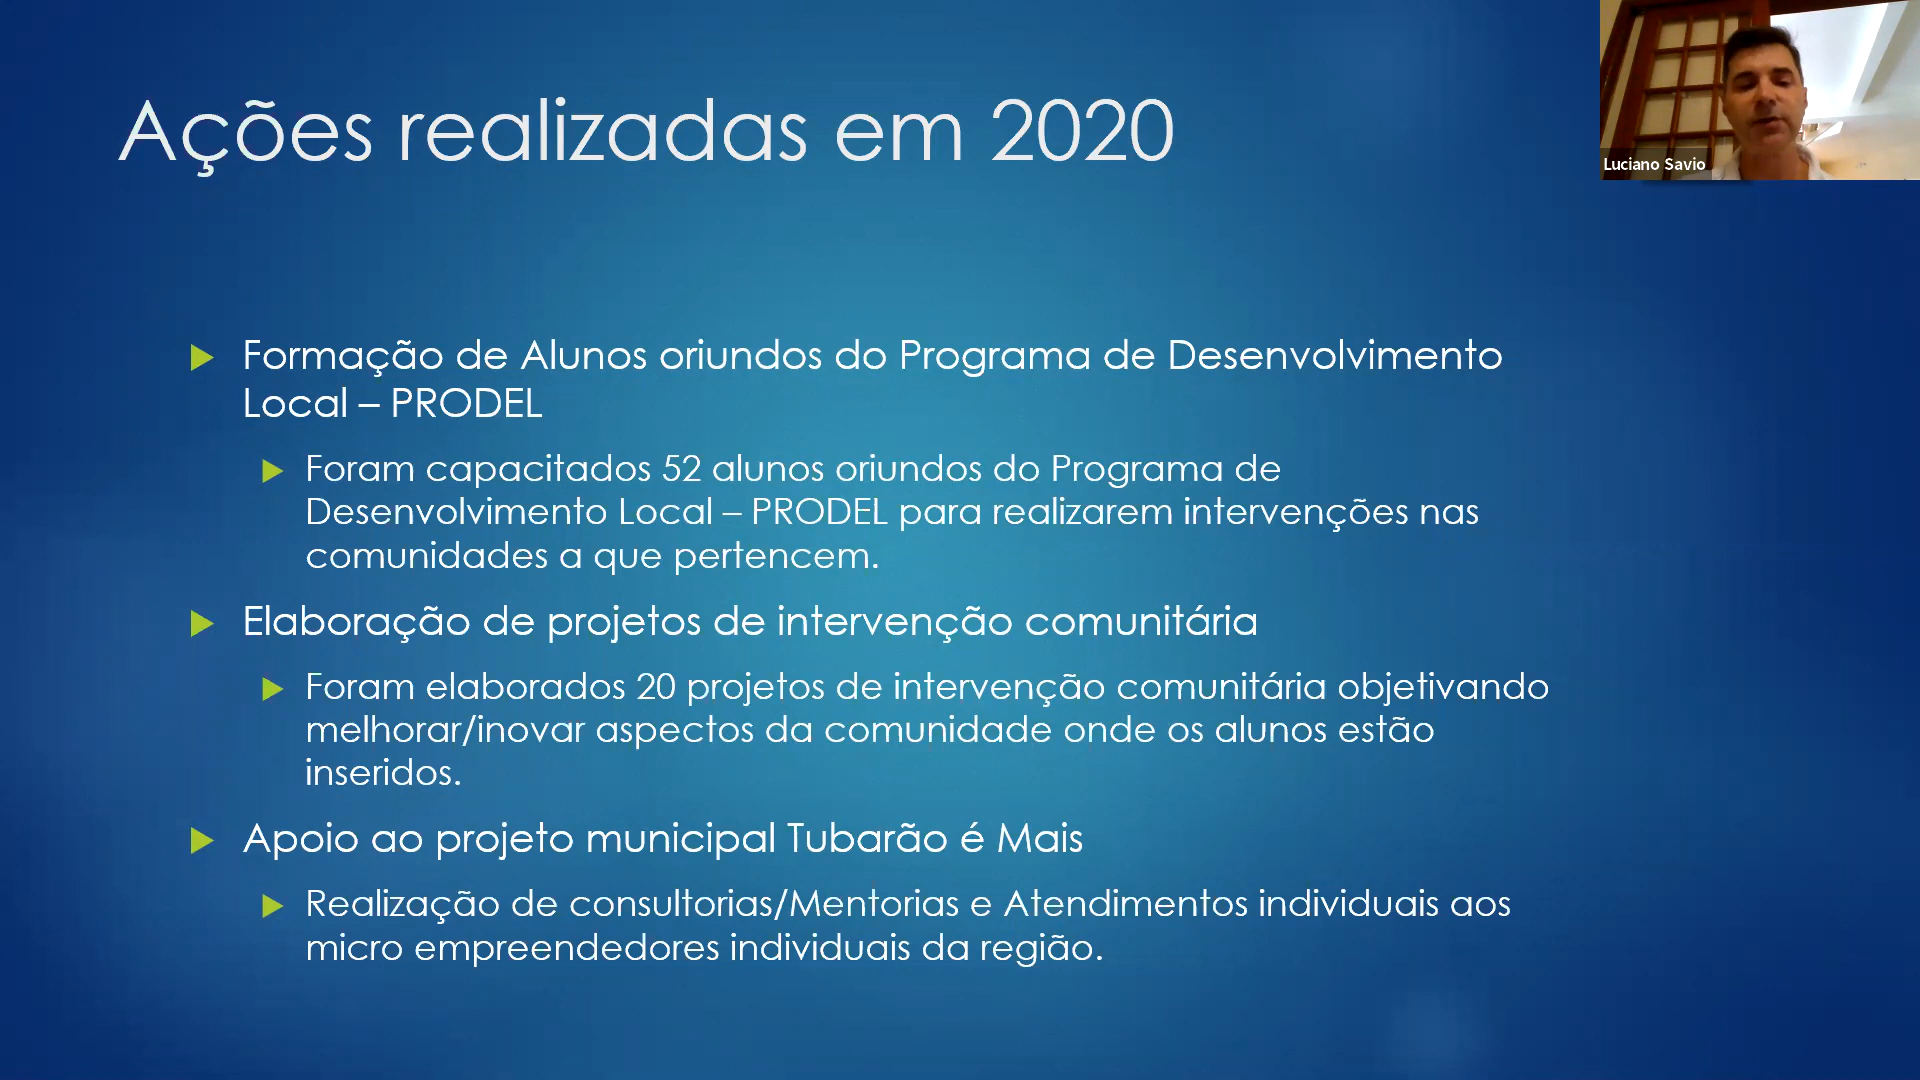 Ações realizadas em 2020
Luciano Savio
Formação de Alunos oriundos do Programa de Desenvolvimento
Local – PRODEL
Foram capacitados 52 alunos oriundos do Programa de
Desenvolvimento Local – PRODEL para realizarem intervenções nas
comunidades a que pertencem.
Elaboração de projetos de intervenção comunitária
Foram elaborados 20 projetos de intervenção comunitária objetivando
melhorar/inovar aspectos da comunidade onde os alunos estão
inseridos.
Apoio ao projeto municipal Tubarão é Mais
Realização de consultorias/Mentorias e Atendimentos individuais aos
micro empreendedores individuais da região.